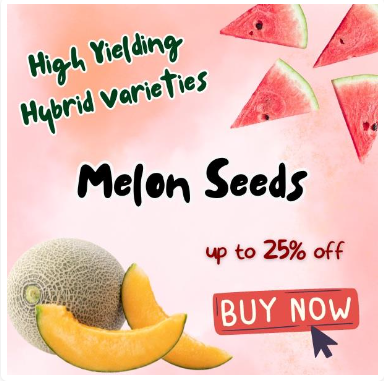 High Yielding
Hybrid varieties
Melon Seeds
up to 25% off
BUY NOW